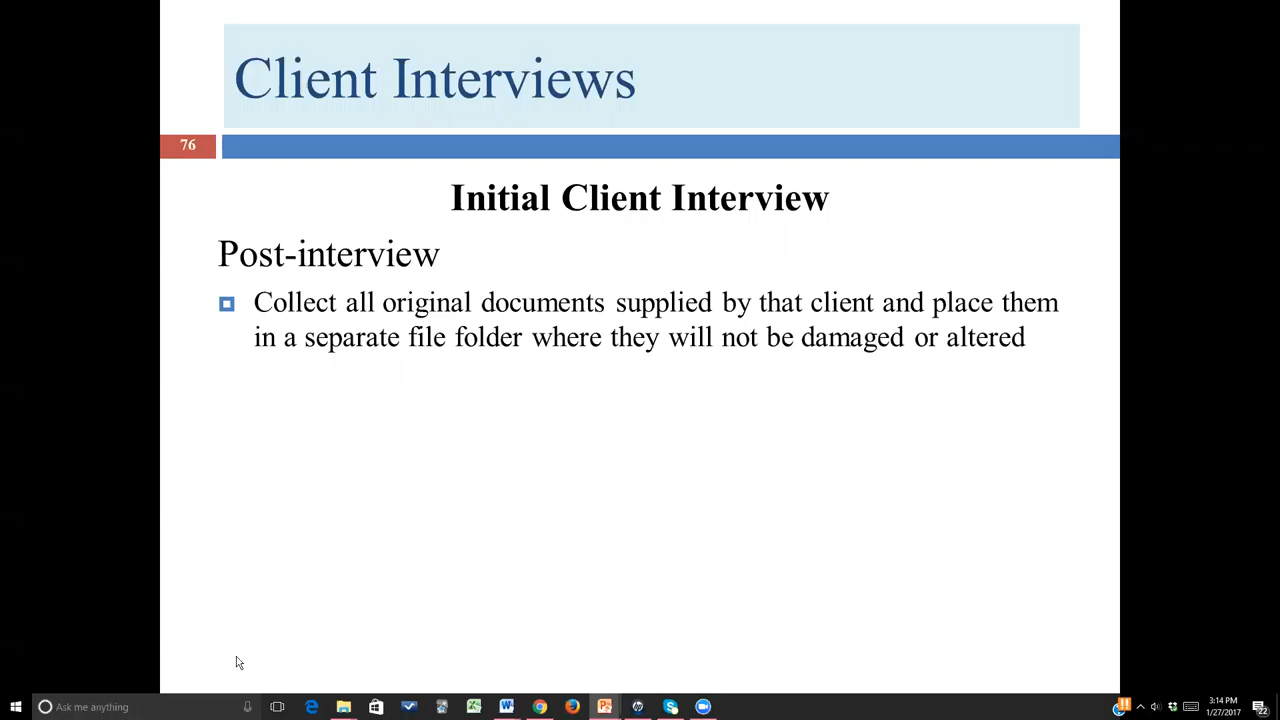 Client Interviews
76
Initial Client Interview
Post-interview
Collect all original documents supplied by that client and place them
in a separate file folder where they will not be damaged or altered
Ask me anything
3:14 PM
1/27/2017
22